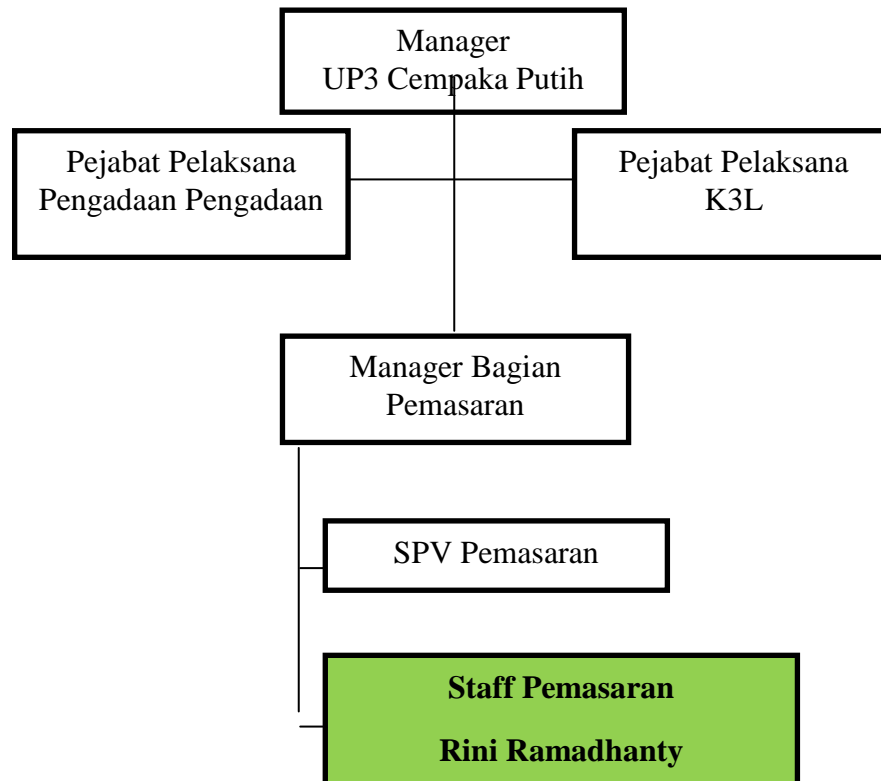 Manager
UP3 Cempaka Putih
Pejabat Pelaksana
Pengadaan Pengadaan
Pejabat Pelaksana
K3L
Manager Bagian
Pemasaran
SPV Pemasaran
Staff Pemasaran
Rini Ramadhanty